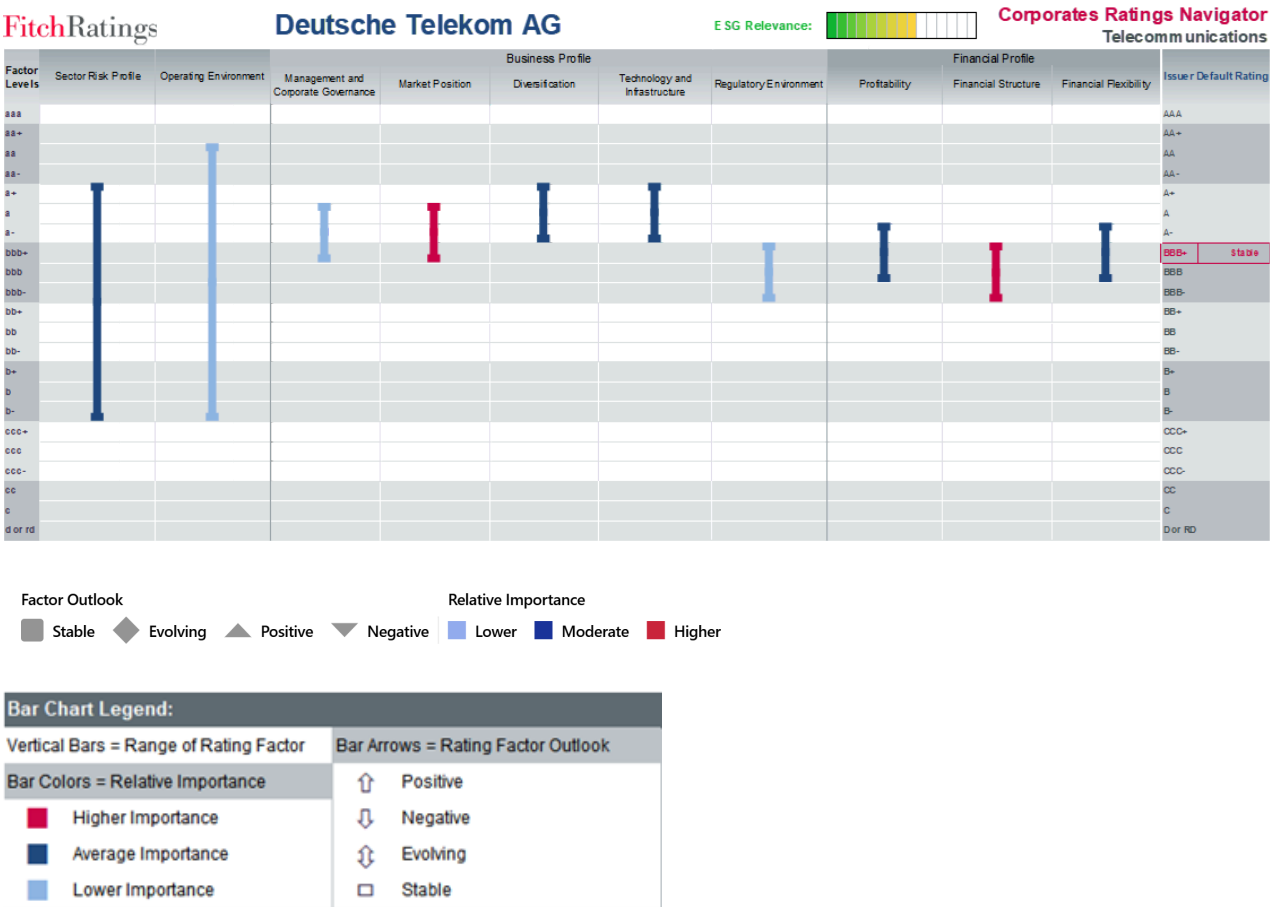 FitchRatings
Deutsche Telekom AG
ESG Relevance:
Corporates Ratings Navigator
Telecommunications
Factor Levels
Sector Risk Profile
Operating Environment
Business Profile
Management and Corporate Governance
Market Position
Diversification
Technology and Infrastructure
Regulatory Environment
Financial Profile
Profitability
Financial Structure
Financial Flexibility
Issuer Default Rating
aaa AAA
aa+ AA+
aa AA
aa- AA-
a+ A+
a A
a- A-
bbb+ BBB+ Stable
bbb BBB
bbb- BBB-
bb+ BB+
bb BB
bb- BB-
b+ B+
b B
b- B-
ccc+ CCC+
ccc CCC
ccc- CCC-
cc CC
c C
d or rd D or RD
Factor Outlook
Stable Evolving Positive Negative
Relative Importance
Lower Moderate Higher
Bar Chart Legend:
Vertical Bars = Range of Rating Factor
Bar Colors = Relative Importance
Higher Importance
Average Importance
Lower Importance
Bar Arrows = Rating Factor Outlook
Positive
Negative
Evolving
Stable